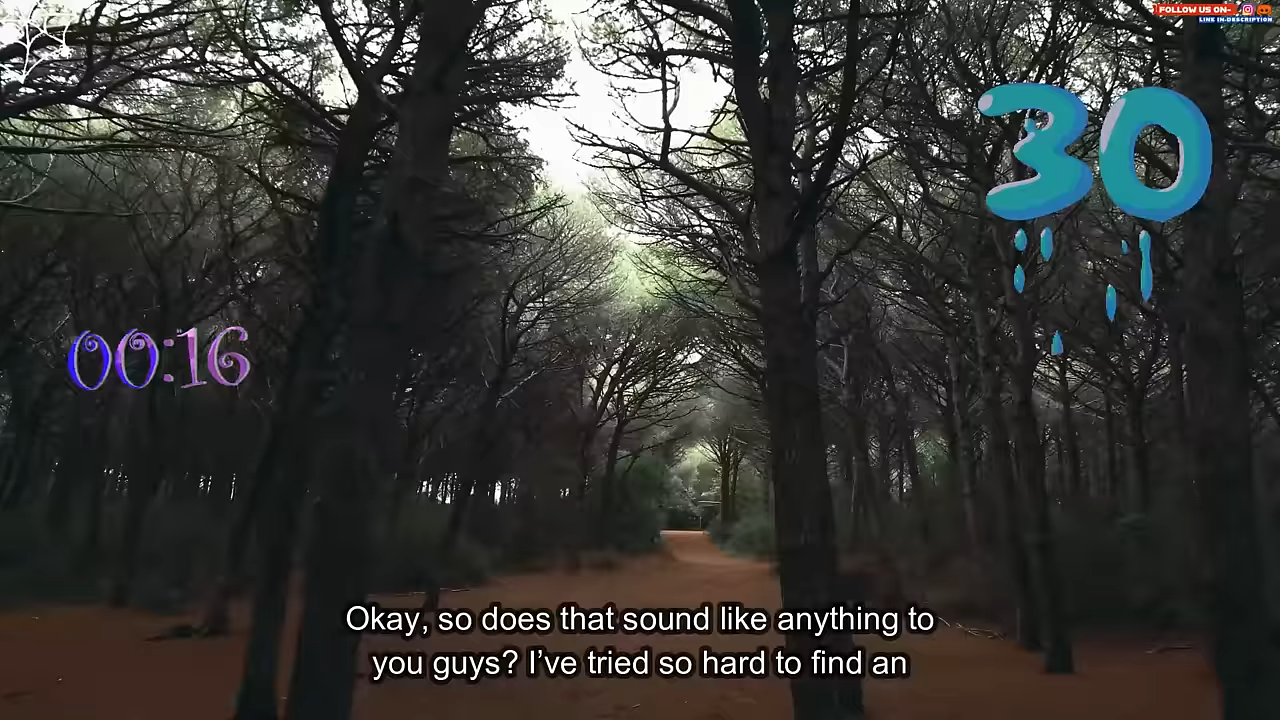 FOLLOW US ON-
LINK IN-DESCRIPTION
30
00:16
Okay, so does that sound like anything to
you guys? I've tried so hard to find an